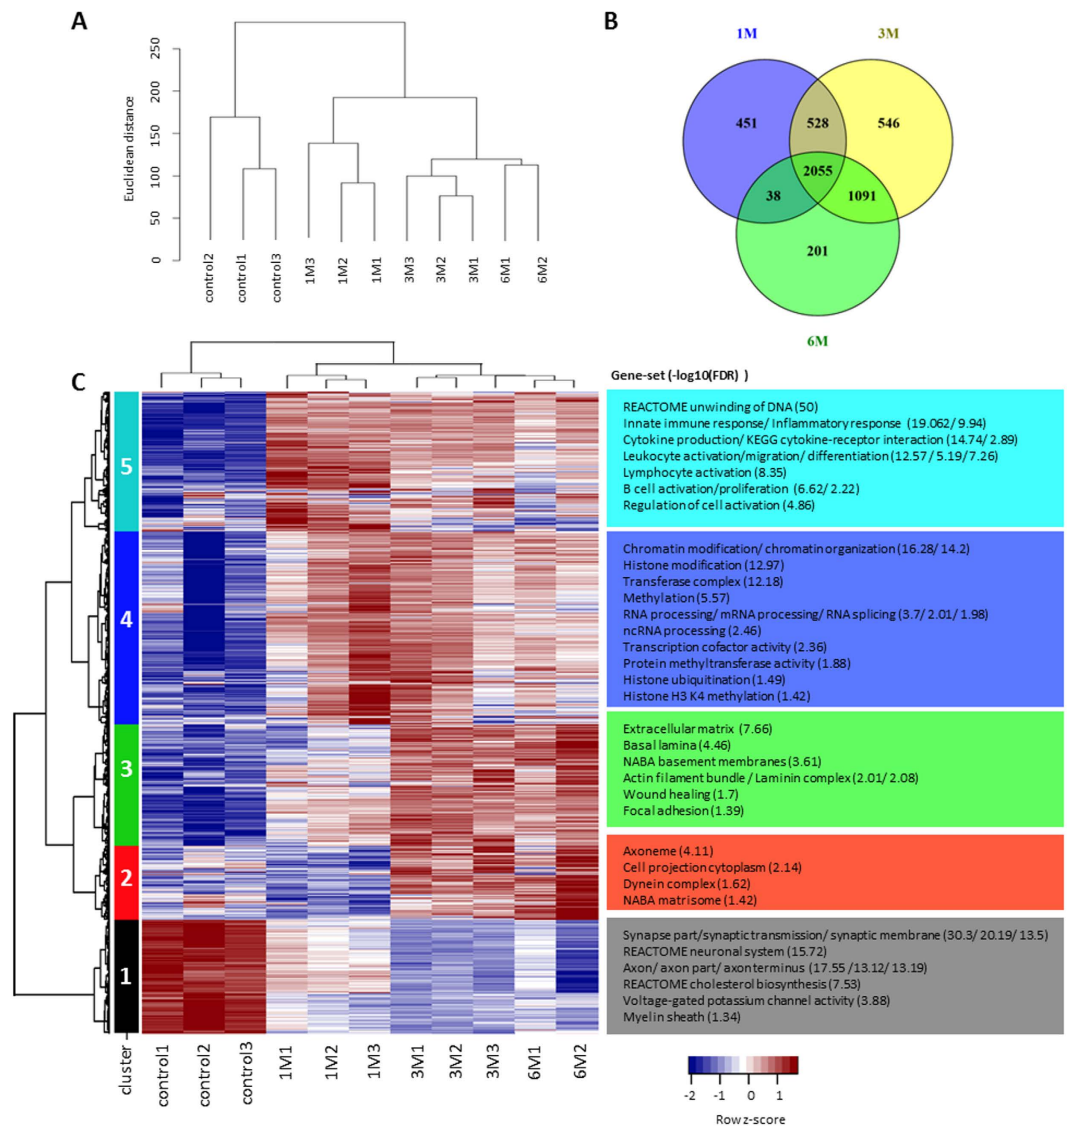 A
Euclidean distance
250
200
150
100
50
0
control2
control1
control3
1M3
1M2
1M1
3M3
3M2
3M1
6M1
6M2
B
1M
3M
451
528
546
2055
38
1091
201
6M
C
Gene-set (-log10(FDR) )
5
REACTOME unwinding of DNA (50)
Innate immune response/ Inflammatory response (19.062/ 9.94)
Cytokine production/ KEGG cytokine-receptor interaction (14.74/ 2.89)
Leukocyte activation/migration/ differentiation (12.57/ 5.19/7.26)
Lymphocyte activation (8.35)
B cell activation/proliferation (6.62/ 2.22)
Regulation of cell activation (4.86)
4
Chromatin modification/ chromatin organization (16.28/ 14.2)
Histone modification (12.97)
Transferase complex (12.18)
Methylation (5.57)
RNA processing/ mRNA processing/ RNA splicing (3.7/ 2.01/ 1.98)
ncRNA processing (2.46)
Transcription cofactor activity (2.36)
Protein methyltransferase activity (1.88)
Histone ubiquitination (1.49)
Histone H3 K4 methylation (1.42)
3
Extracellular matrix (7.66)
Basal lamina (4.46)
NABA basement membranes (3.61)
Actin filament bundle / Laminin complex (2.01/ 2.08)
Wound healing (1.7)
Focal adhesion (1.39)
2
Axoneme (4.11)
Cell projection cytoplasm (2.14)
Dynein complex (1.62)
NABA matrisome (1.42)
1
Synapse part/synaptic transmission/ synaptic membrane (30.3/ 20.19/ 13.5)
REACTOME neuronal system (15.72)
Axon/ axon part/ axon terminus (17.55 /13.12/ 13.19)
REACTOME cholesterol biosynthesis (7.53)
Voltage-gated potassium channel activity (3.88)
Myelin sheath (1.34)
cluster
control1
control2
control3
1M1
1M2
1M3
3M1
3M2
3M3
6M1
6M2
-2 -1 0 1
Row z-score